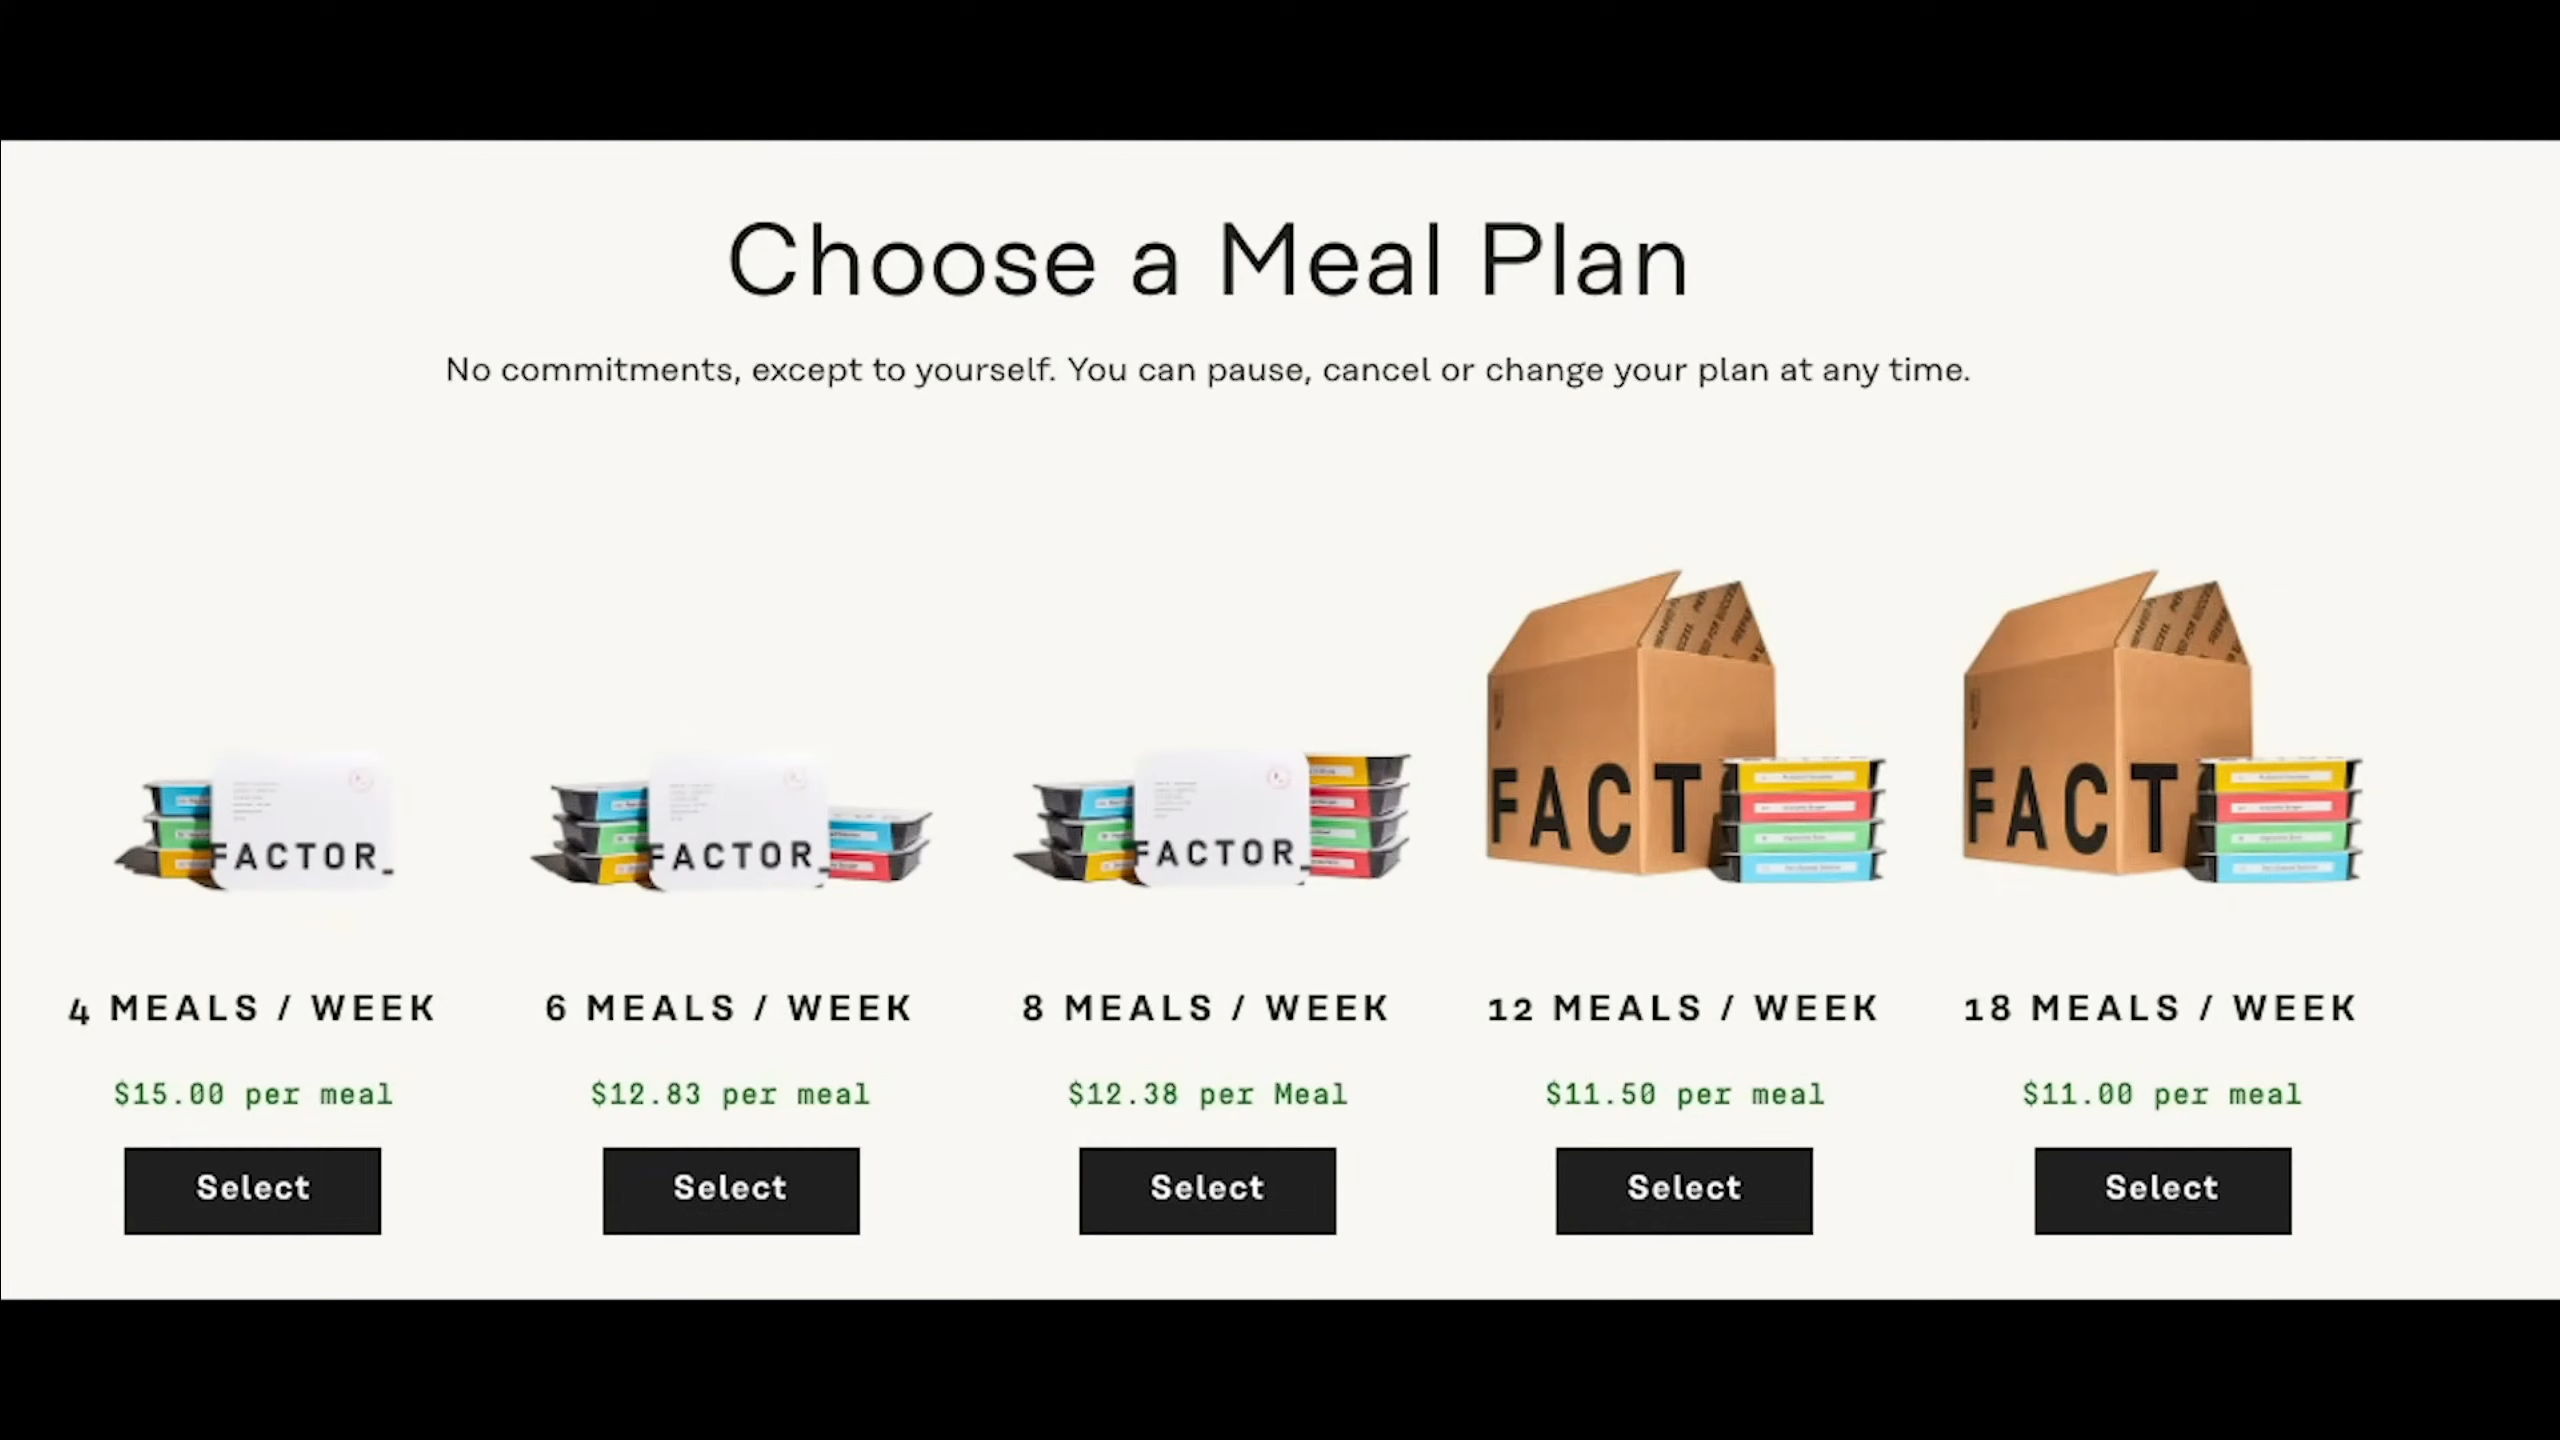 Choose a Meal Plan
No commitments, except to yourself. You can pause, cancel or change your plan at any time.
FACTOR_
FACTOR_
FACTOR_
FACT
FACT
4 MEALS / WEEK
6 MEALS / WEEK
8 MEALS / WEEK
12 MEALS / WEEK
18 MEALS / WEEK
$15.00 per meal
$12.83 per meal
$12.38 per Meal
$11.50 per meal
$11.00 per meal
Select
Select
Select
Select
Select